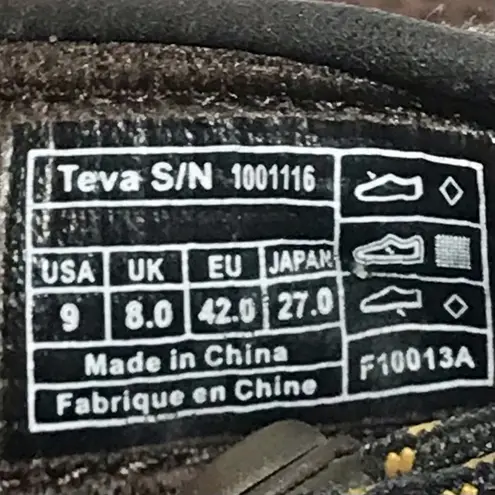 Teva S/N 1001116
USA UK EU JAPAN
9 8.0 42.0 27.0
Made in China
Fabrique en Chine
F10013A